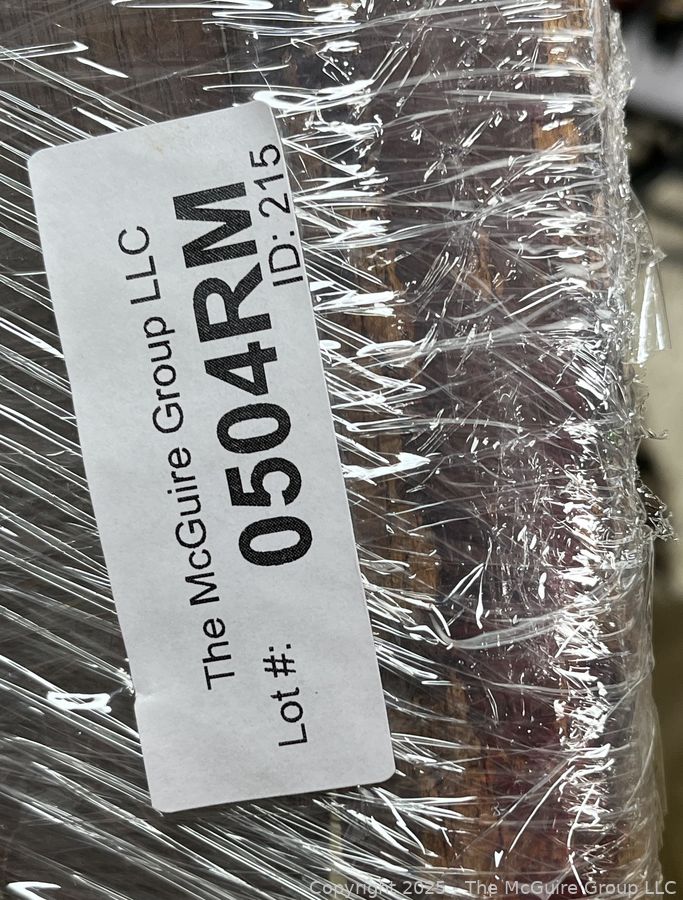 The McGuire Group LLC
Lot #: 0504RM
ID: 215
Copyright 2025 - The McGuire Group LLC